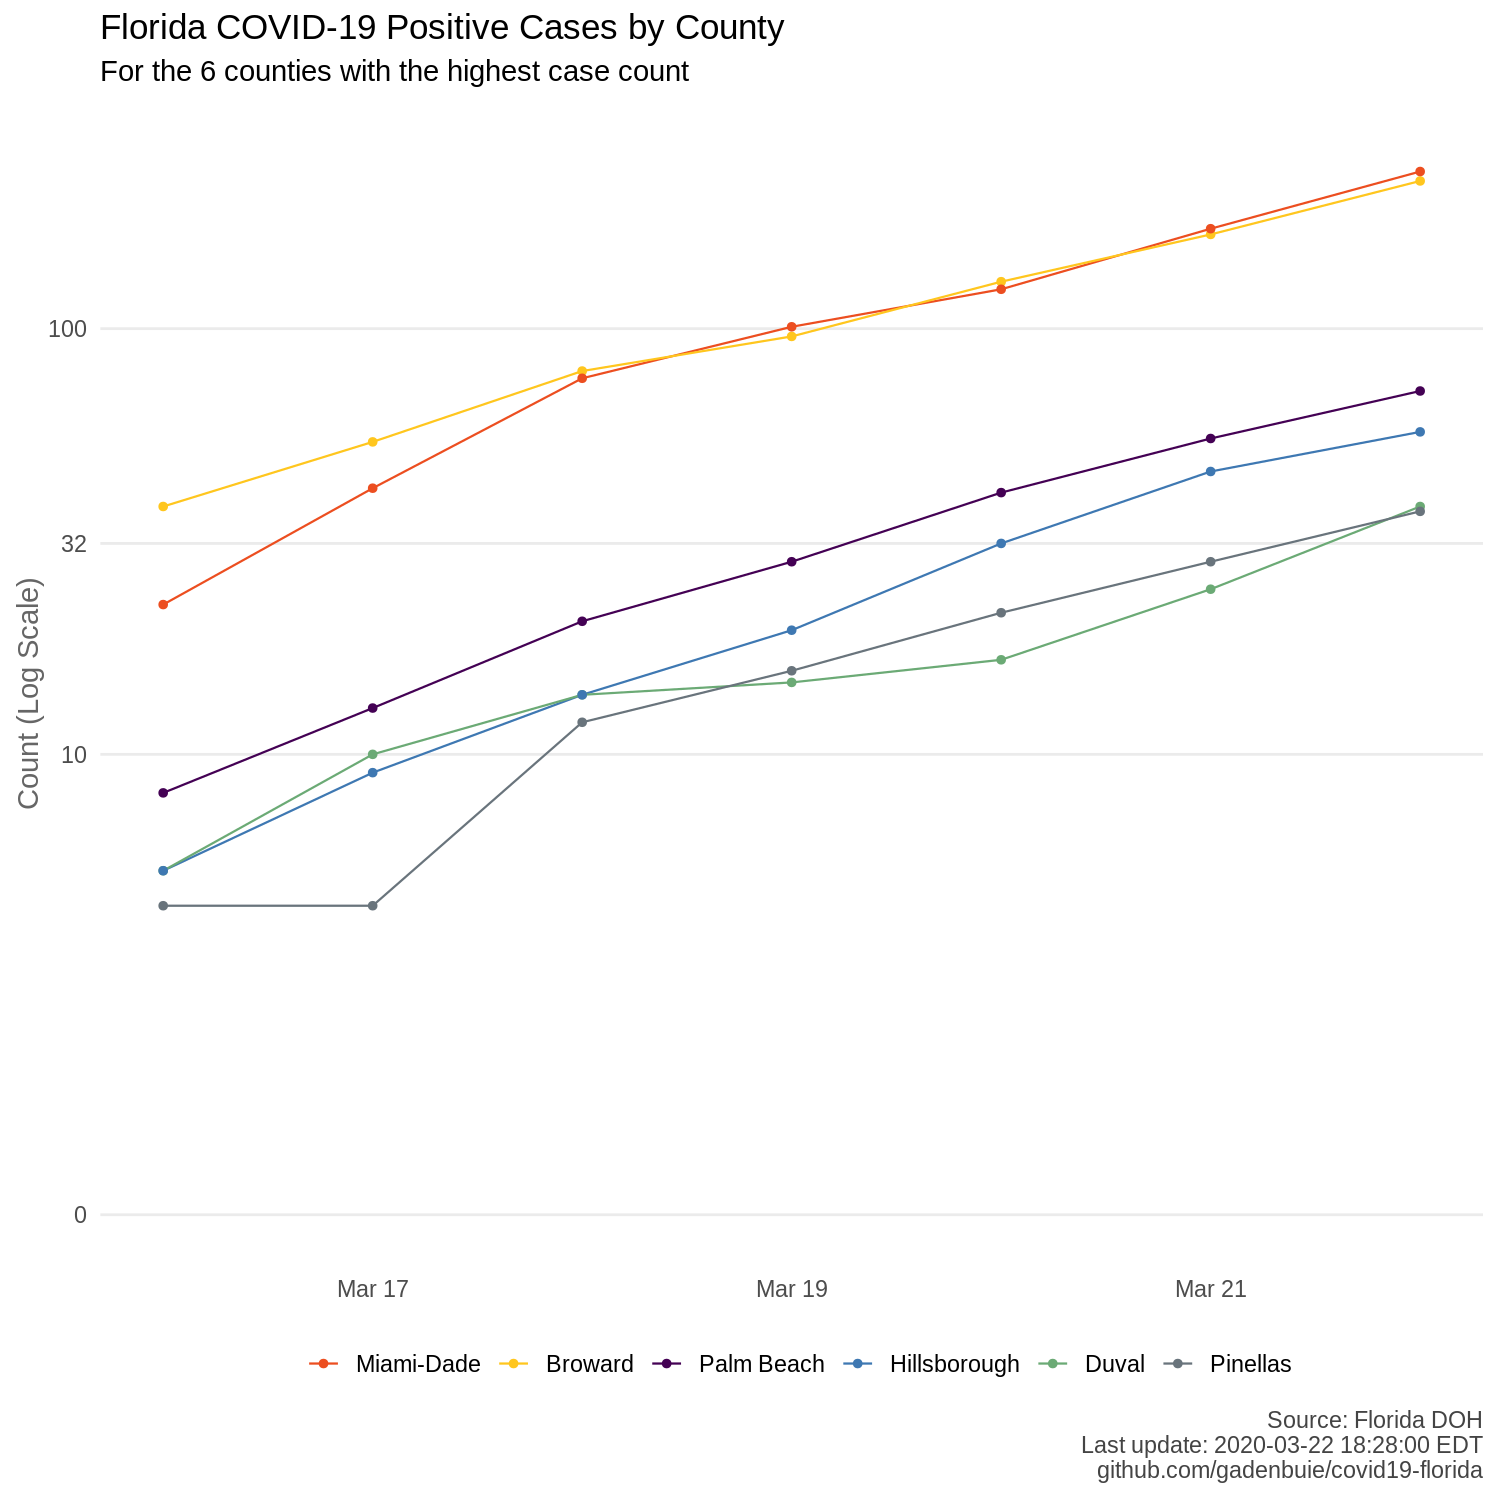 Florida COVID-19 Positive Cases by County
For the 6 counties with the highest case count
Count (Log Scale)
100
32
10
0
Mar 17 Mar 19 Mar 21
Miami-Dade Broward Palm Beach Hillsborough Duval Pinellas
Source: Florida DOH
Last update: 2020-03-22 18:28:00 EDT
github.com/gadenbuie/covid19-florida